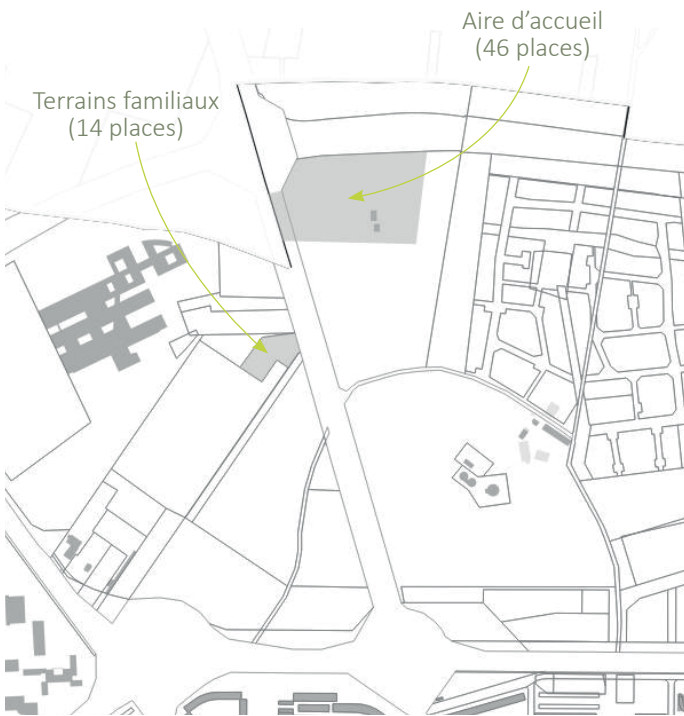 Aire d’accueil
(46 places)
Terrains familiaux
(14 places)